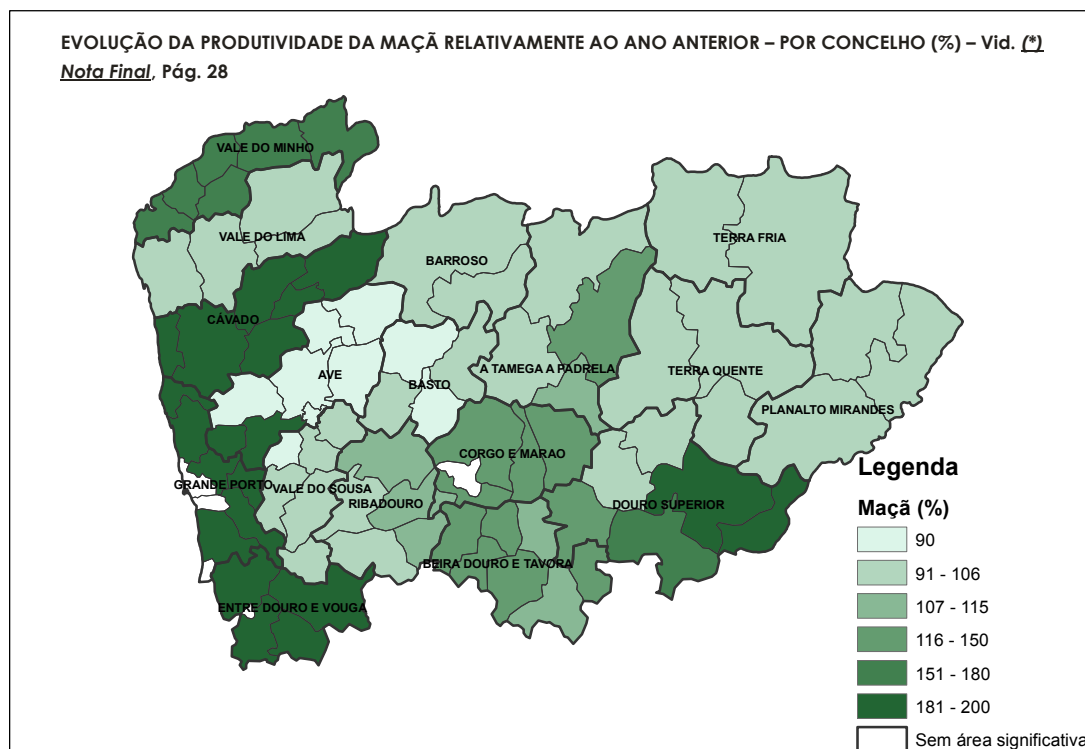 EVOLUÇÃO DA PRODUTIVIDADE DA MAÇÃ RELATIVAMENTE AO ANO ANTERIOR – POR CONCELHO (%) – Vid. (*)
Nota Final, Pág. 28
VALE DO MINHO
VALE DO LIMA
TERRA FRIA
BARROSO
CÁVADO
AVE
BASTO
A TAMEGA A PADRELA
TERRA QUENTE
PLANALTO MIRANDES
CORGO E MARAO
GRANDE PORTO
VALE DO SOUSA
RIBADOURO
DOURO SUPERIOR
BEIRA DOURO E TAVORA
ENTRE DOURO E VOUGA
Legenda
Maçã (%)
90
91 - 106
107 - 115
116 - 150
151 - 180
181 - 200
Sem área significativa